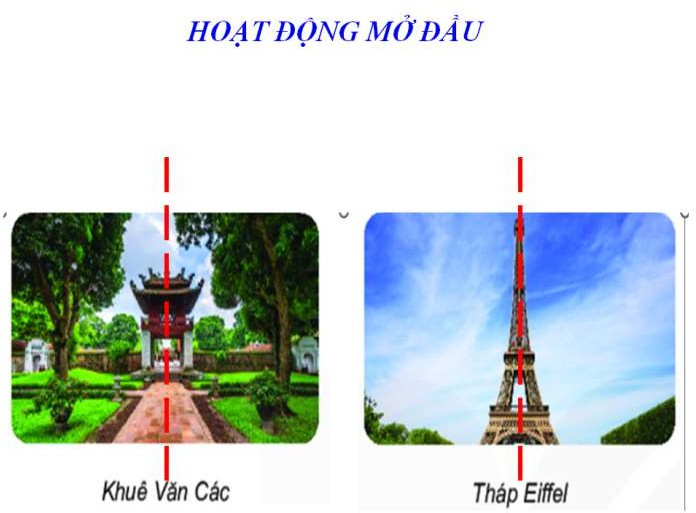 HOẠT ĐỘNG MỞ ĐẦU
Khuê Văn Các
Tháp Eiffel